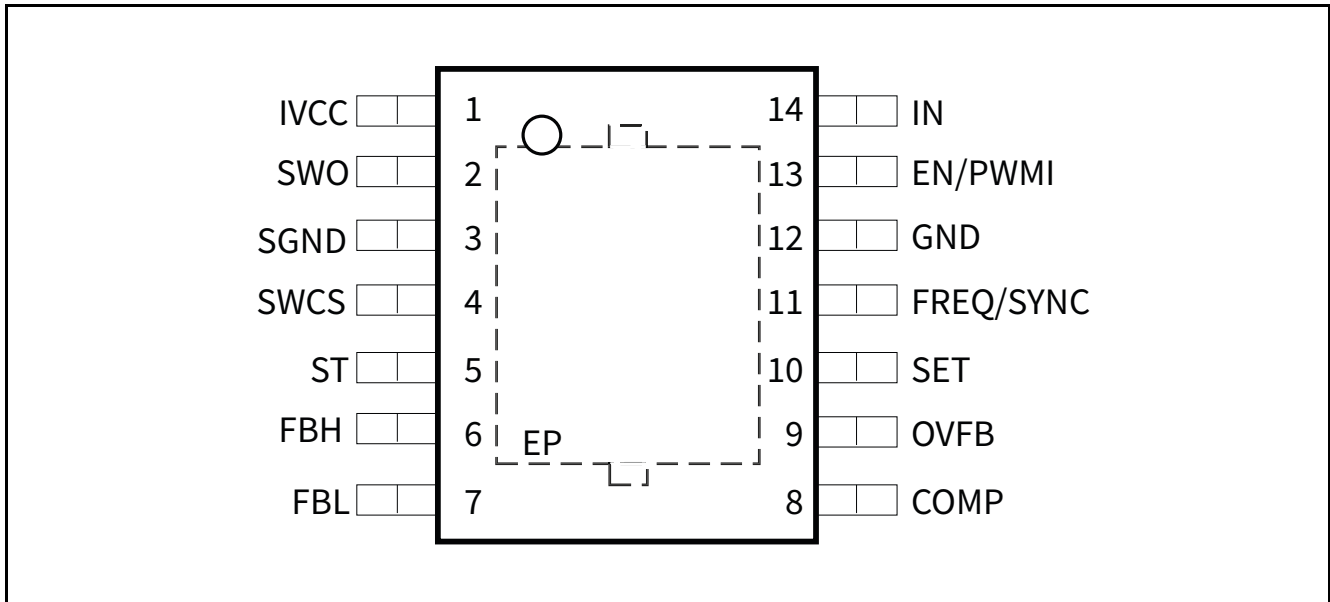 IVCC 1 14 IN
SWO 2 13 EN/PWMI
SGND 3 12 GND
SWCS 4 11 FREQ/SYNC
ST 5 10 SET
FBH 6 9 OVFB
EP
FBL 7 8 COMP